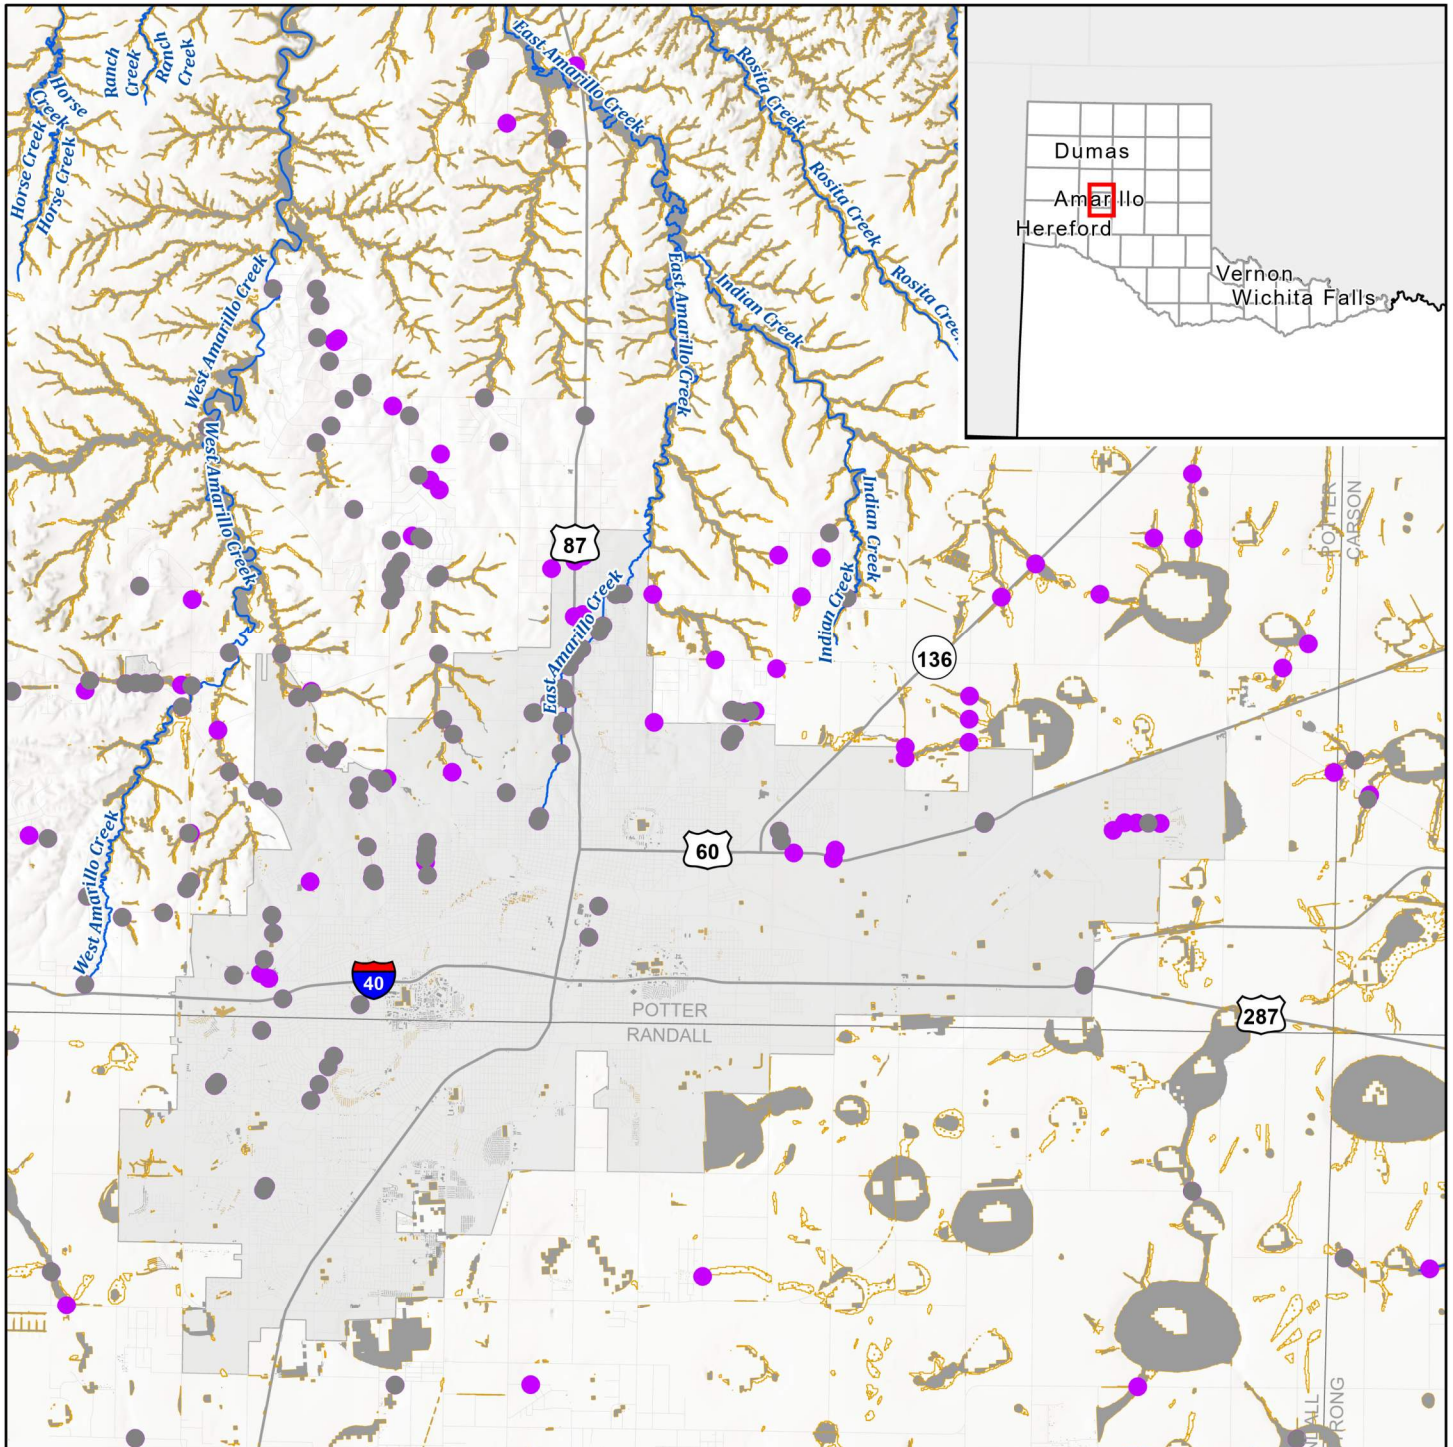 East Amarillo Creek
Ranch
Creek
Ranch
Creek
Horse
Creek
Horse Creek
Horse Creek
Rosita Creek
Rosita Creek
Rosita Cree
East Amarillo Creek
Indian Creek
West Amarillo Creek
West Amarillo Creek
Indian Creek
Indian Creek
East Amarillo Creek
West Amarillo Creek
Dumas
Amarillo
Hereford
Vernon
Wichita Falls
POTTER
CARSON
87
136
60
40
287
POTTER
RANDALL